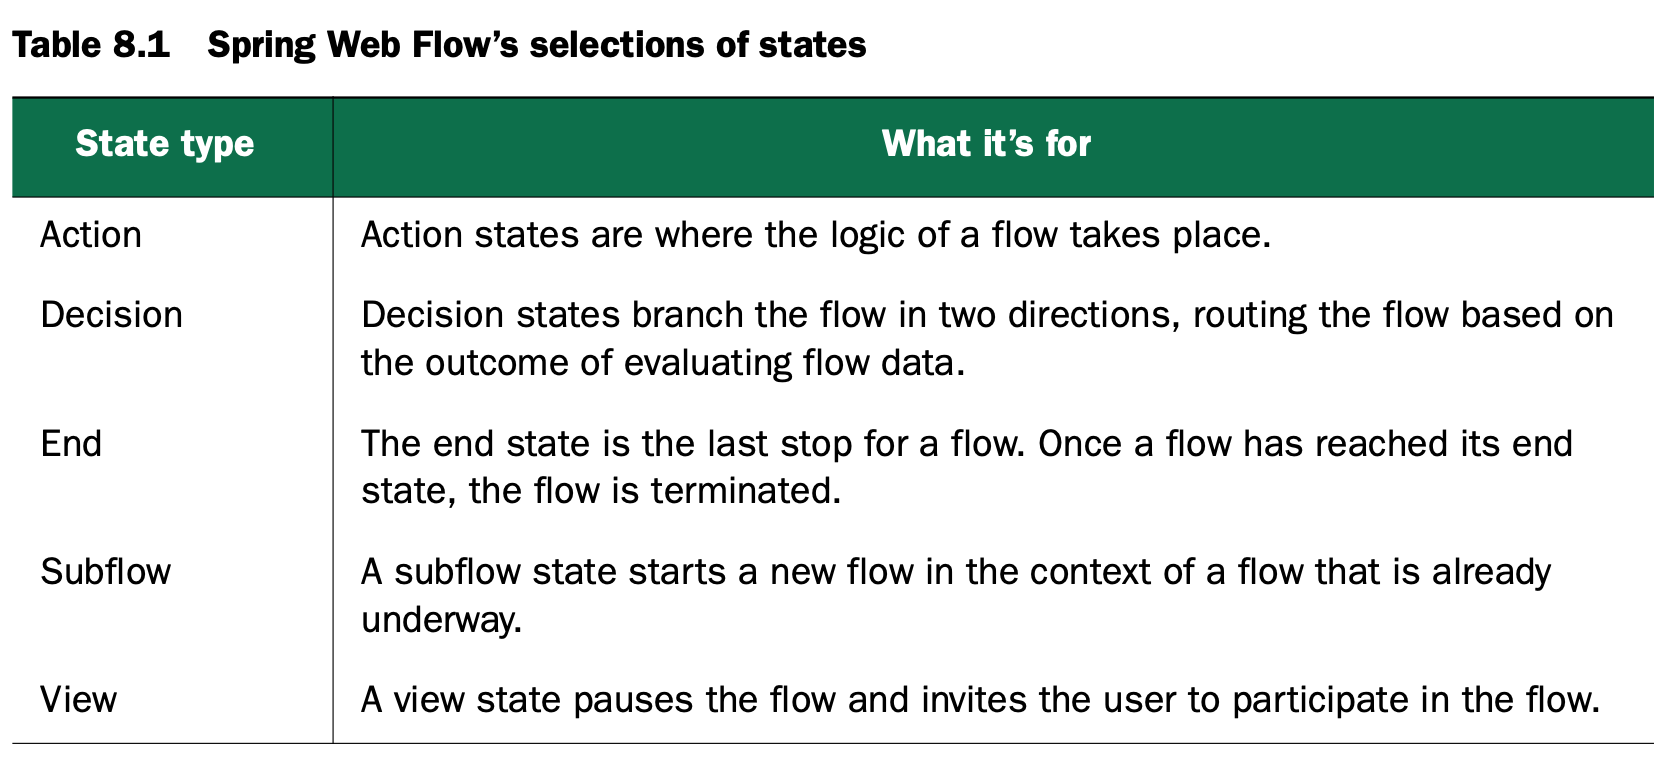 Table 8.1 Spring Web Flow’s selections of states
State type What it’s for
Action Action states are where the logic of a flow takes place.
Decision Decision states branch the flow in two directions, routing the flow based on
the outcome of evaluating flow data.
End The end state is the last stop for a flow. Once a flow has reached its end
state, the flow is terminated.
Subflow A subflow state starts a new flow in the context of a flow that is already
underway.
View A view state pauses the flow and invites the user to participate in the flow.